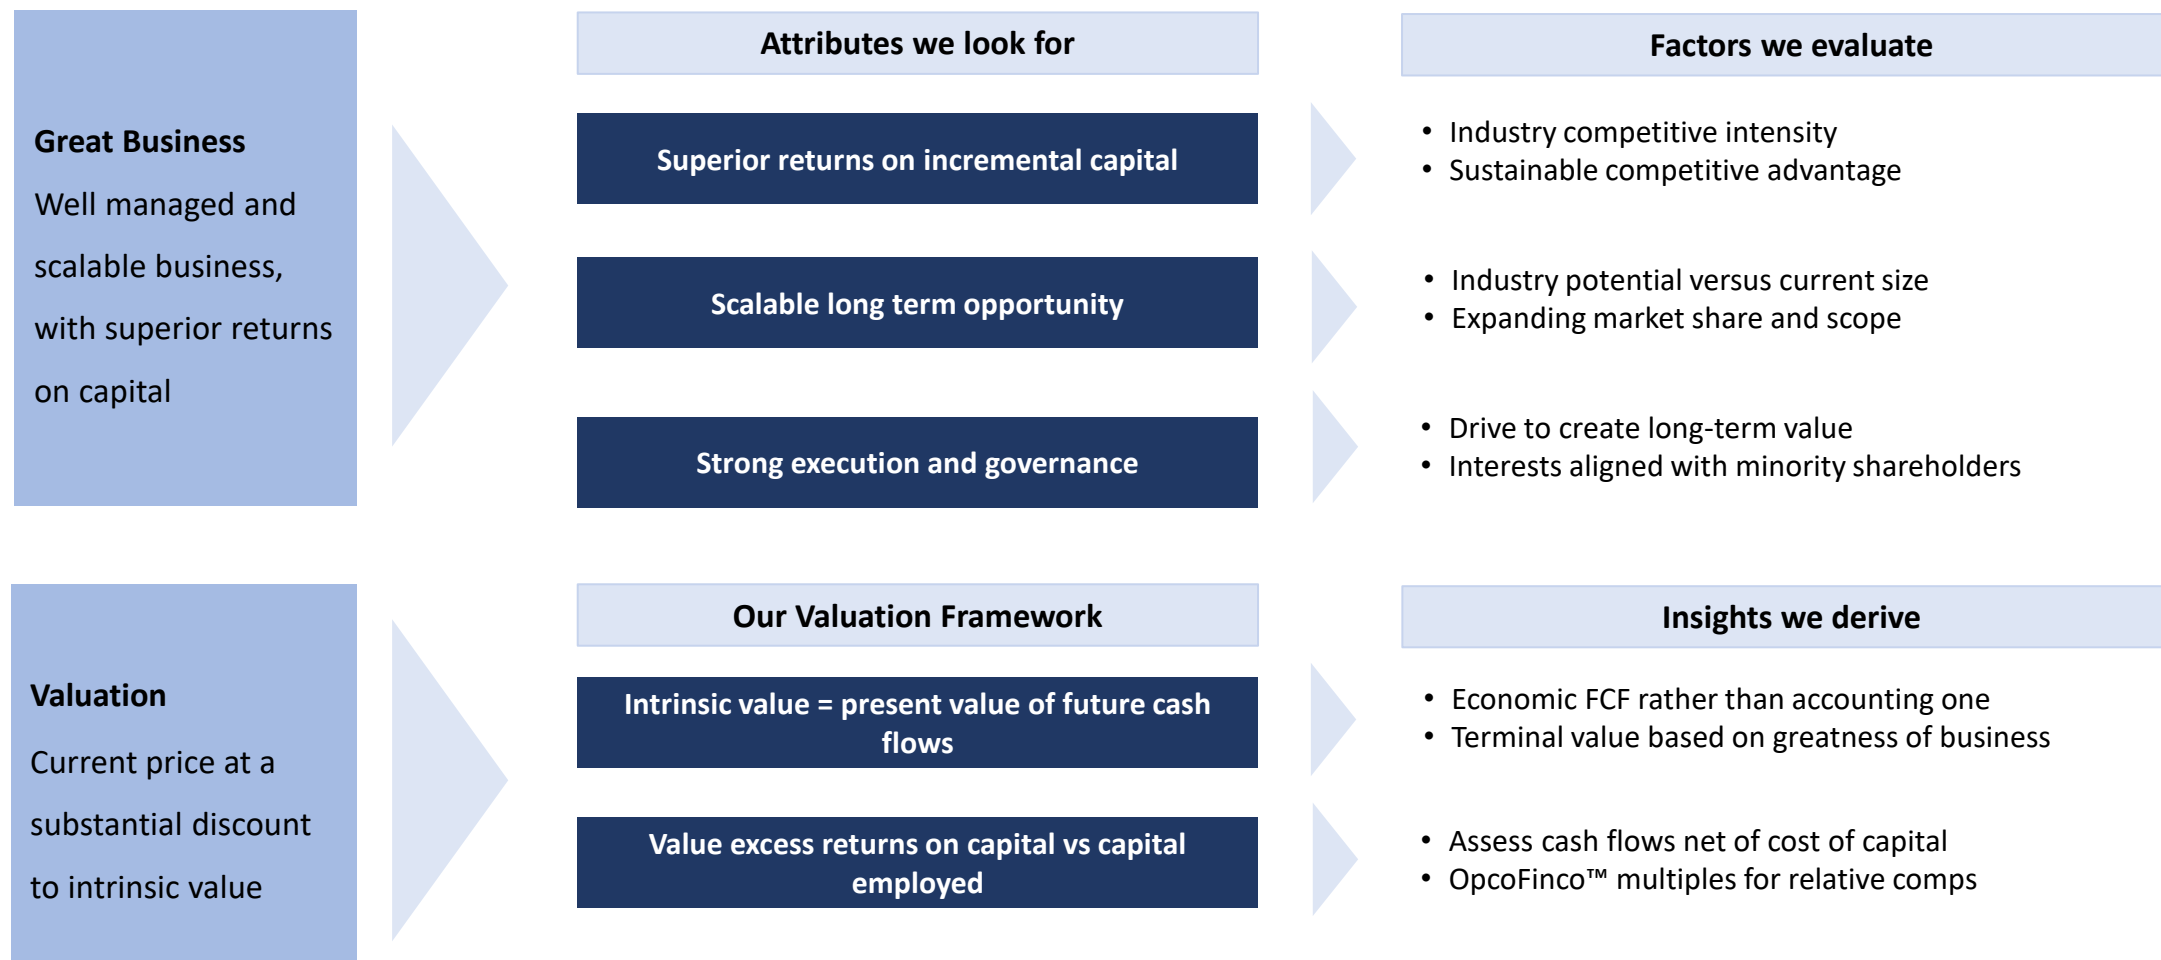 Great Business
Well managed and
scalable business,
with superior returns
on capital
Attributes we look for
Superior returns on incremental capital
Scalable long term opportunity
Strong execution and governance
Factors we evaluate
• Industry competitive intensity
• Sustainable competitive advantage
• Industry potential versus current size
• Expanding market share and scope
• Drive to create long-term value
• Interests aligned with minority shareholders
Valuation
Current price at a
substantial discount
to intrinsic value
Our Valuation Framework
Intrinsic value = present value of future cash
flows
Value excess returns on capital vs capital
employed
Insights we derive
• Economic FCF rather than accounting one
• Terminal value based on greatness of business
• Assess cash flows net of cost of capital
• OpcoFinco™ multiples for relative comps